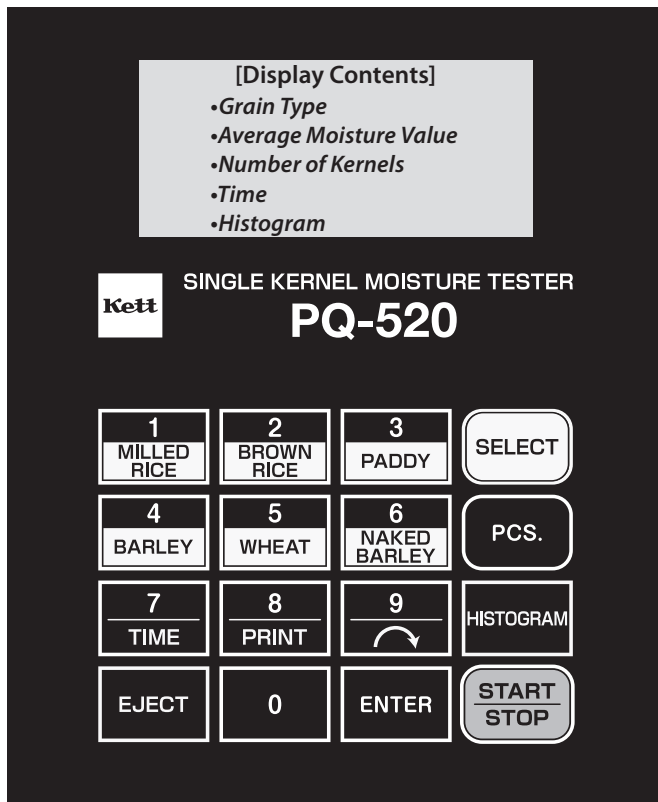 [Display Contents]
•Grain Type
•Average Moisture Value
•Number of Kernels
•Time
•Histogram
Kett
SINGLE KERNEL MOISTURE TESTER
PQ-520
1
MILLED
RICE
2
BROWN
RICE
3
PADDY
SELECT
4
BARLEY
5
WHEAT
6
NAKED
BARLEY
PCS.
7
TIME
8
PRINT
9
HISTOGRAM
EJECT
0
ENTER
START
STOP